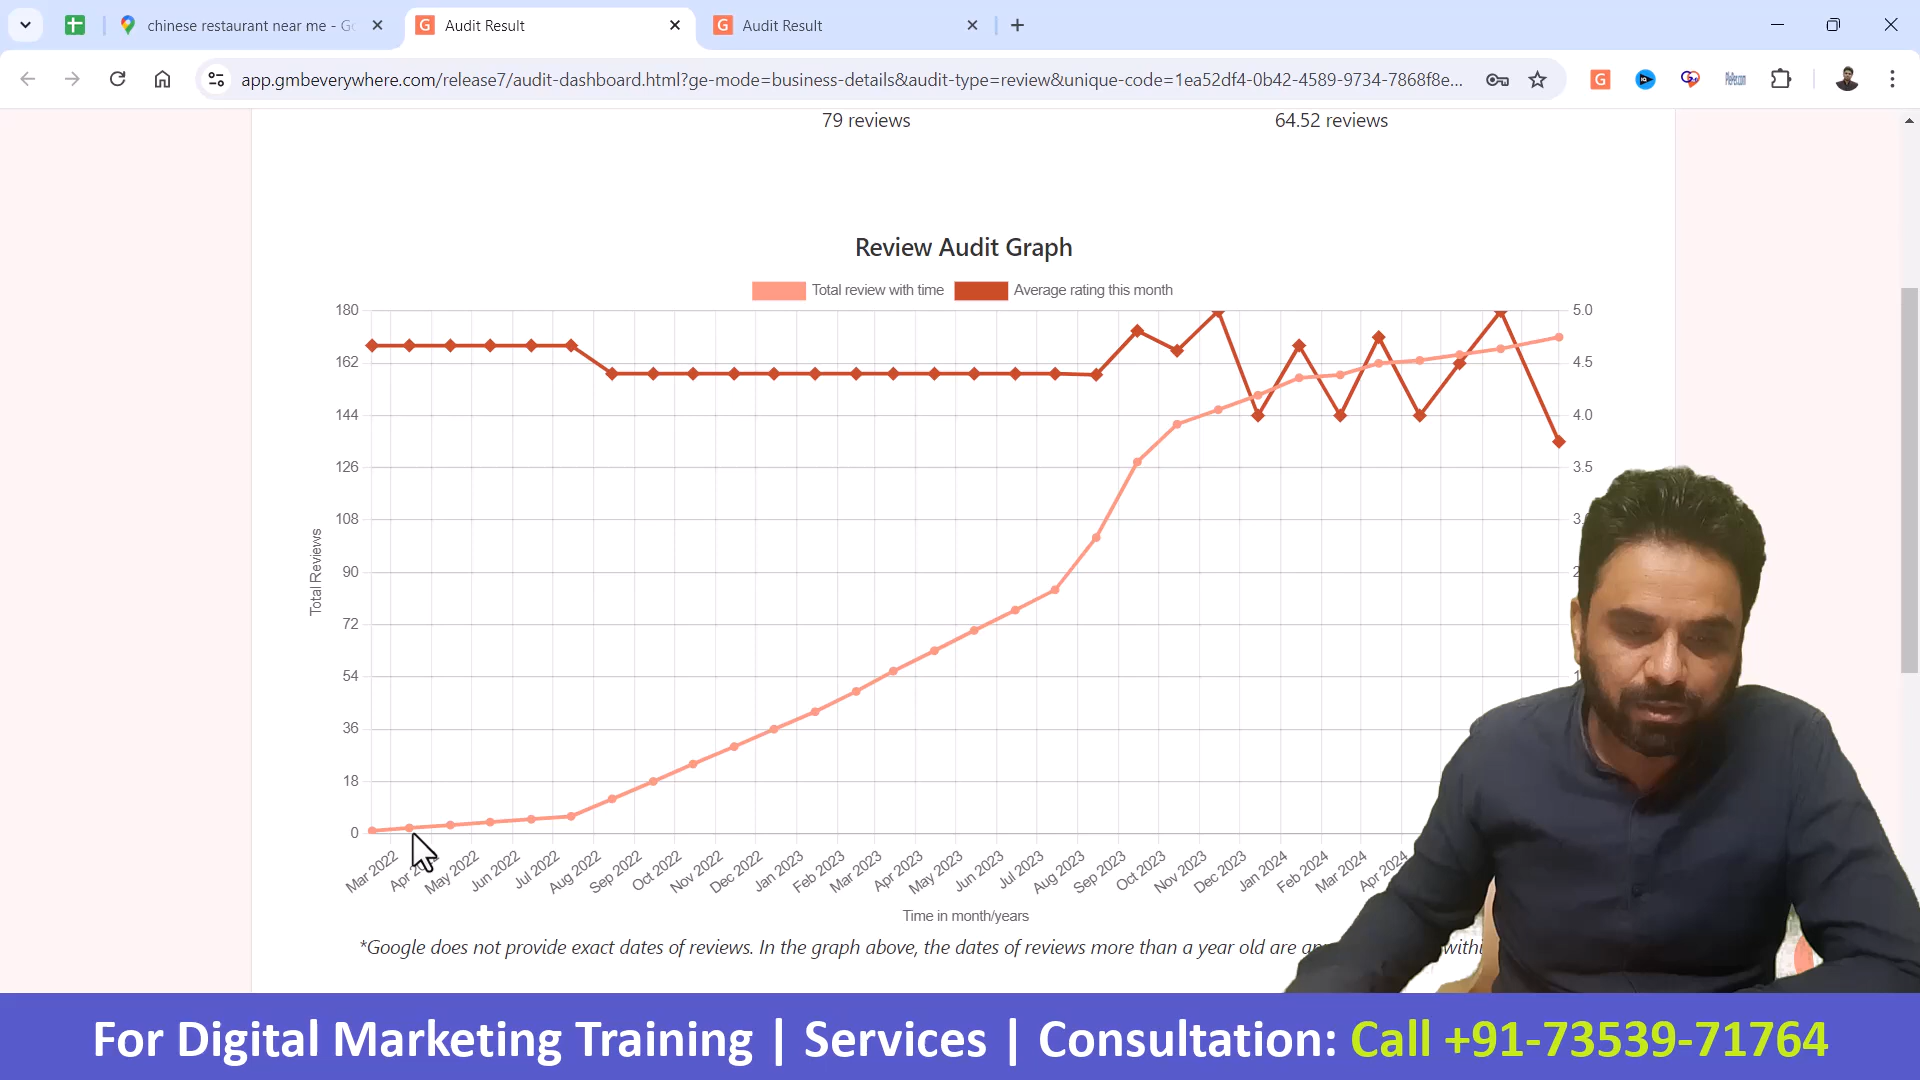 chinese restaurant near me - Go
Audit Result
Audit Result
app.gmbeverywhere.com/release7/audit-dashboard.html?ge-mode=business-details&audit-type=review&unique-code=1ea52df4-0b42-4589-9734-7868f8e...
79 reviews
64.52 reviews
Review Audit Graph
Total review with time
Average rating this month
180
162
144
126
108
90
72
54
36
18
0
5.0
4.5
4.0
3.5
Total Reviews
Mar 2022
May 2022
Jun 2022
Jul 2022
Aug 2022
Sep 2022
Oct 2022
Nov 2022
Dec 2022
Jan 2023
Feb 2023
Mar 2023
Apr 2023
May 2023
Jun 2023
Jul 2023
Aug 2023
Sep 2023
Oct 2023
Nov 2023
Dec 2023
Jan 2024
Feb 2024
Mar 2024
Apr 2024
Time in month/years
*Google does not provide exact dates of reviews. In the graph above, the dates of reviews more than a year old are
For Digital Marketing Training | Services | Consultation: Call +91-73539-71764